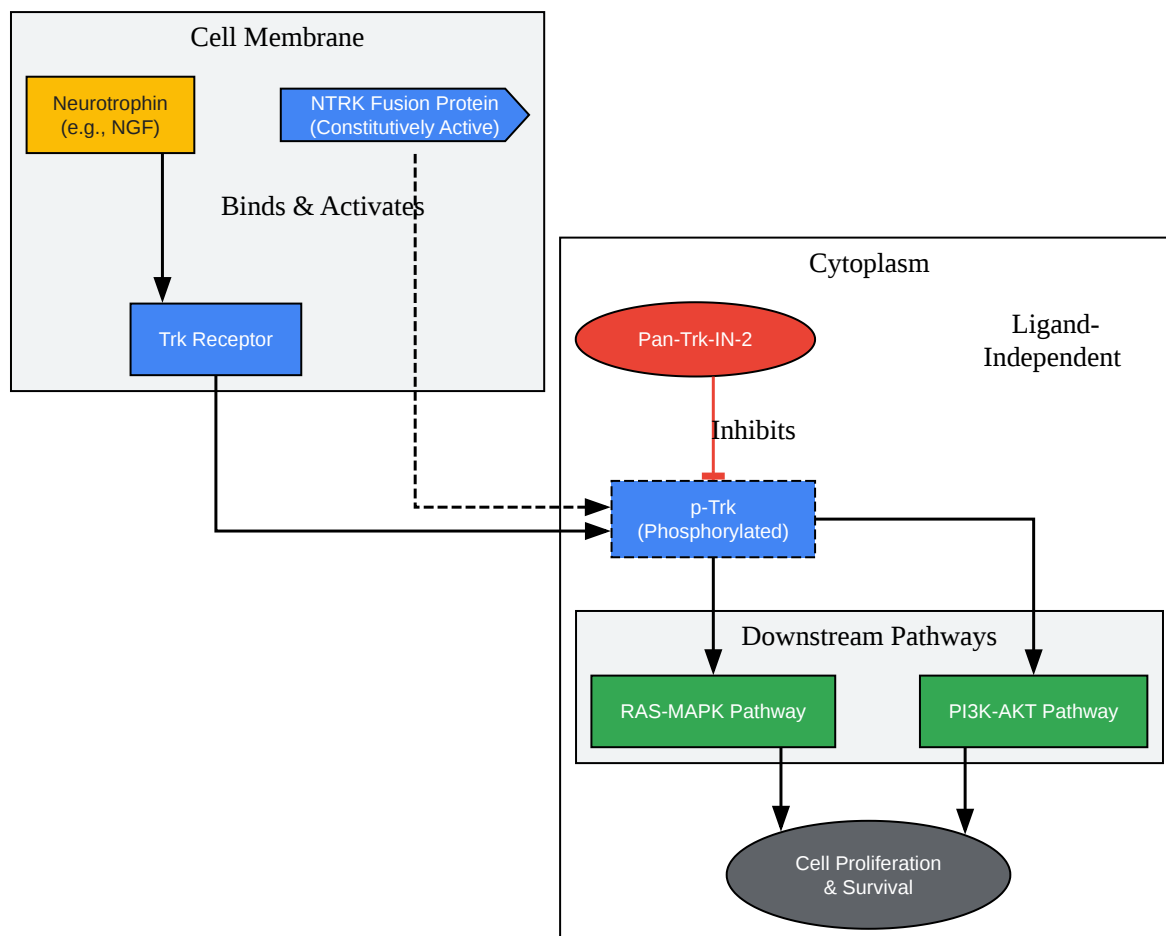 Cell Membrane
Neurotrophin
(e.g., NGF)
NTRK Fusion Protein
(Constitutively Active)
Binds & Activates
Trk Receptor
Cytoplasm
Pan-Trk-IN-2
Ligand-
Independent
Inhibits
p-Trk
(Phosphorylated)
Downstream Pathways
RAS-MAPK Pathway
PI3K-AKT Pathway
Cell Proliferation
& Survival